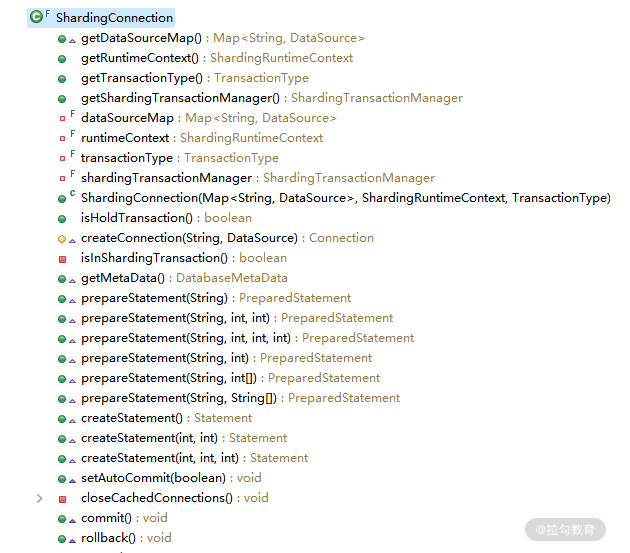 ShardingConnection
getDataSourceMap() : Map<String, DataSource>
getRuntimeContext() : ShardingRuntimeContext
getTransactionType() : TransactionType
getShardingTransactionManager() : ShardingTransactionManager
dataSourceMap : Map<String, DataSource>
runtimeContext : ShardingRuntimeContext
transactionType : TransactionType
shardingTransactionManager : ShardingTransactionManager
ShardingConnection(Map<String, DataSource>, ShardingRuntimeContext, TransactionType)
isHoldTransaction() : boolean
createConnection(String, DataSource) : Connection
isInShardingTransaction() : boolean
getMetaData() : DatabaseMetaData
prepareStatement(String) : PreparedStatement
prepareStatement(String, int, int) : PreparedStatement
prepareStatement(String, int, int, int) : PreparedStatement
prepareStatement(String, int) : PreparedStatement
prepareStatement(String, int[]) : PreparedStatement
prepareStatement(String, String[]) : PreparedStatement
createStatement() : Statement
createStatement(int, int) : Statement
createStatement(int, int, int) : Statement
setAutoCommit(boolean) : void
closeCachedConnections() : void
commit() : void
@拉勾教育
rollback() : void